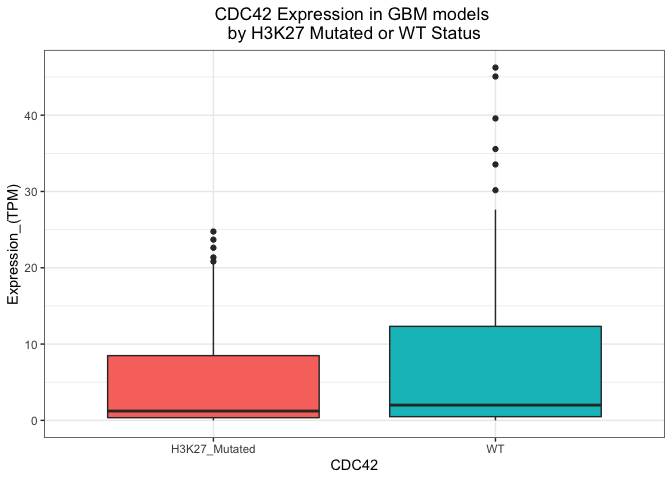 CDC42 Expression in GBM models
by H3K27 Mutated or WT Status
Expression_(TPM)
40
30
20
10
0
H3K27_Mutated
WT
CDC42